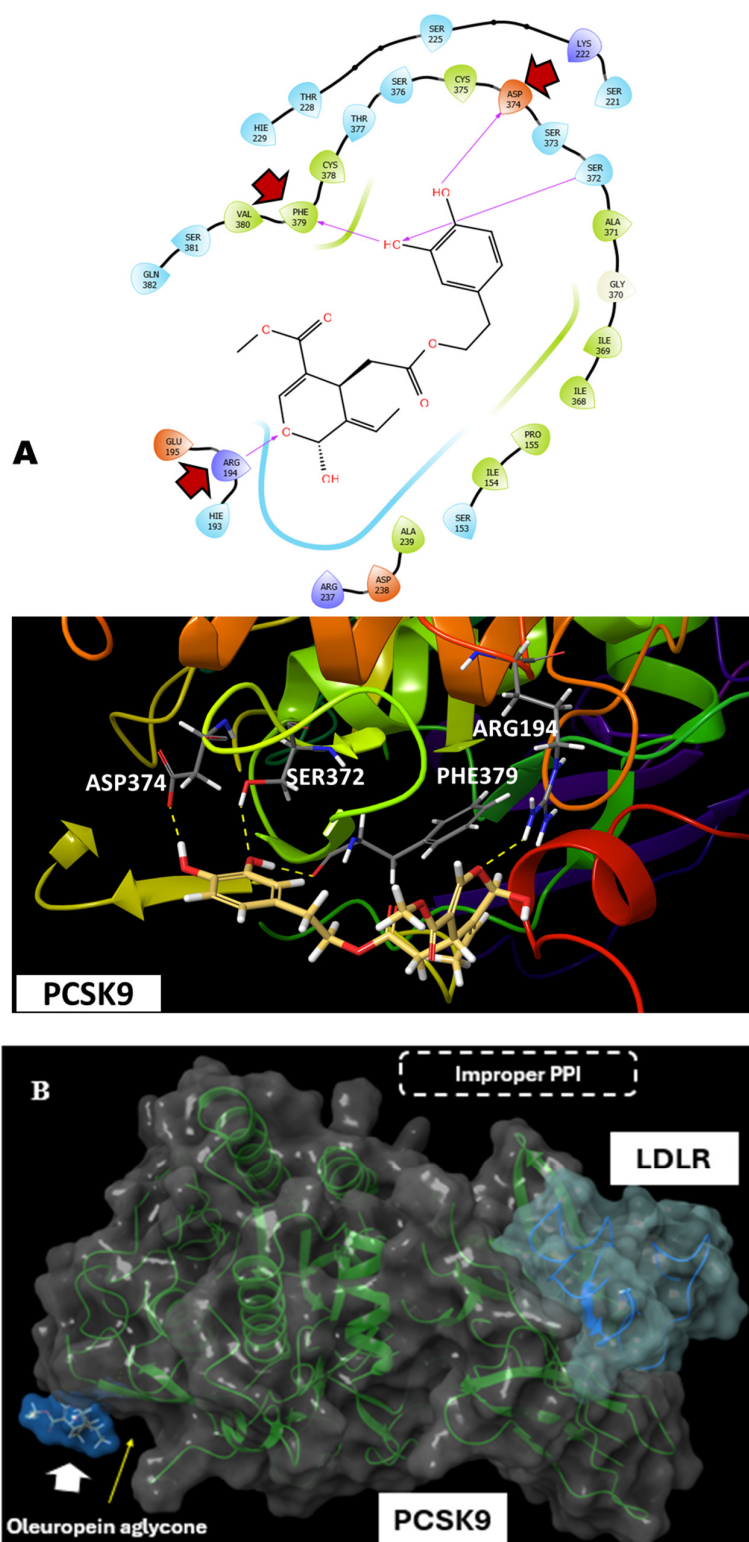 SER
225
LYS
222
SER
221
CYS
375
ASP
374
SER
376
THR
228
THR
377
HIE
229
SER
373
SER
372
CYS
378
HO
VAL
380
PHE
379
HO
ALA
371
SER
381
GLN
382
GLY
370
O
O
ILE
369
O
ILE
368
O
A
O
PRO
155
GLU
195
ARG
194
ILE
154
OH
HIE
193
SER
153
ALA
239
ARG
237
ASP
238
ARG194
ASP374
SER372
PHE379
PCSK9
B
Improper PPI
LDLR
Oleuropein aglycone
PCSK9